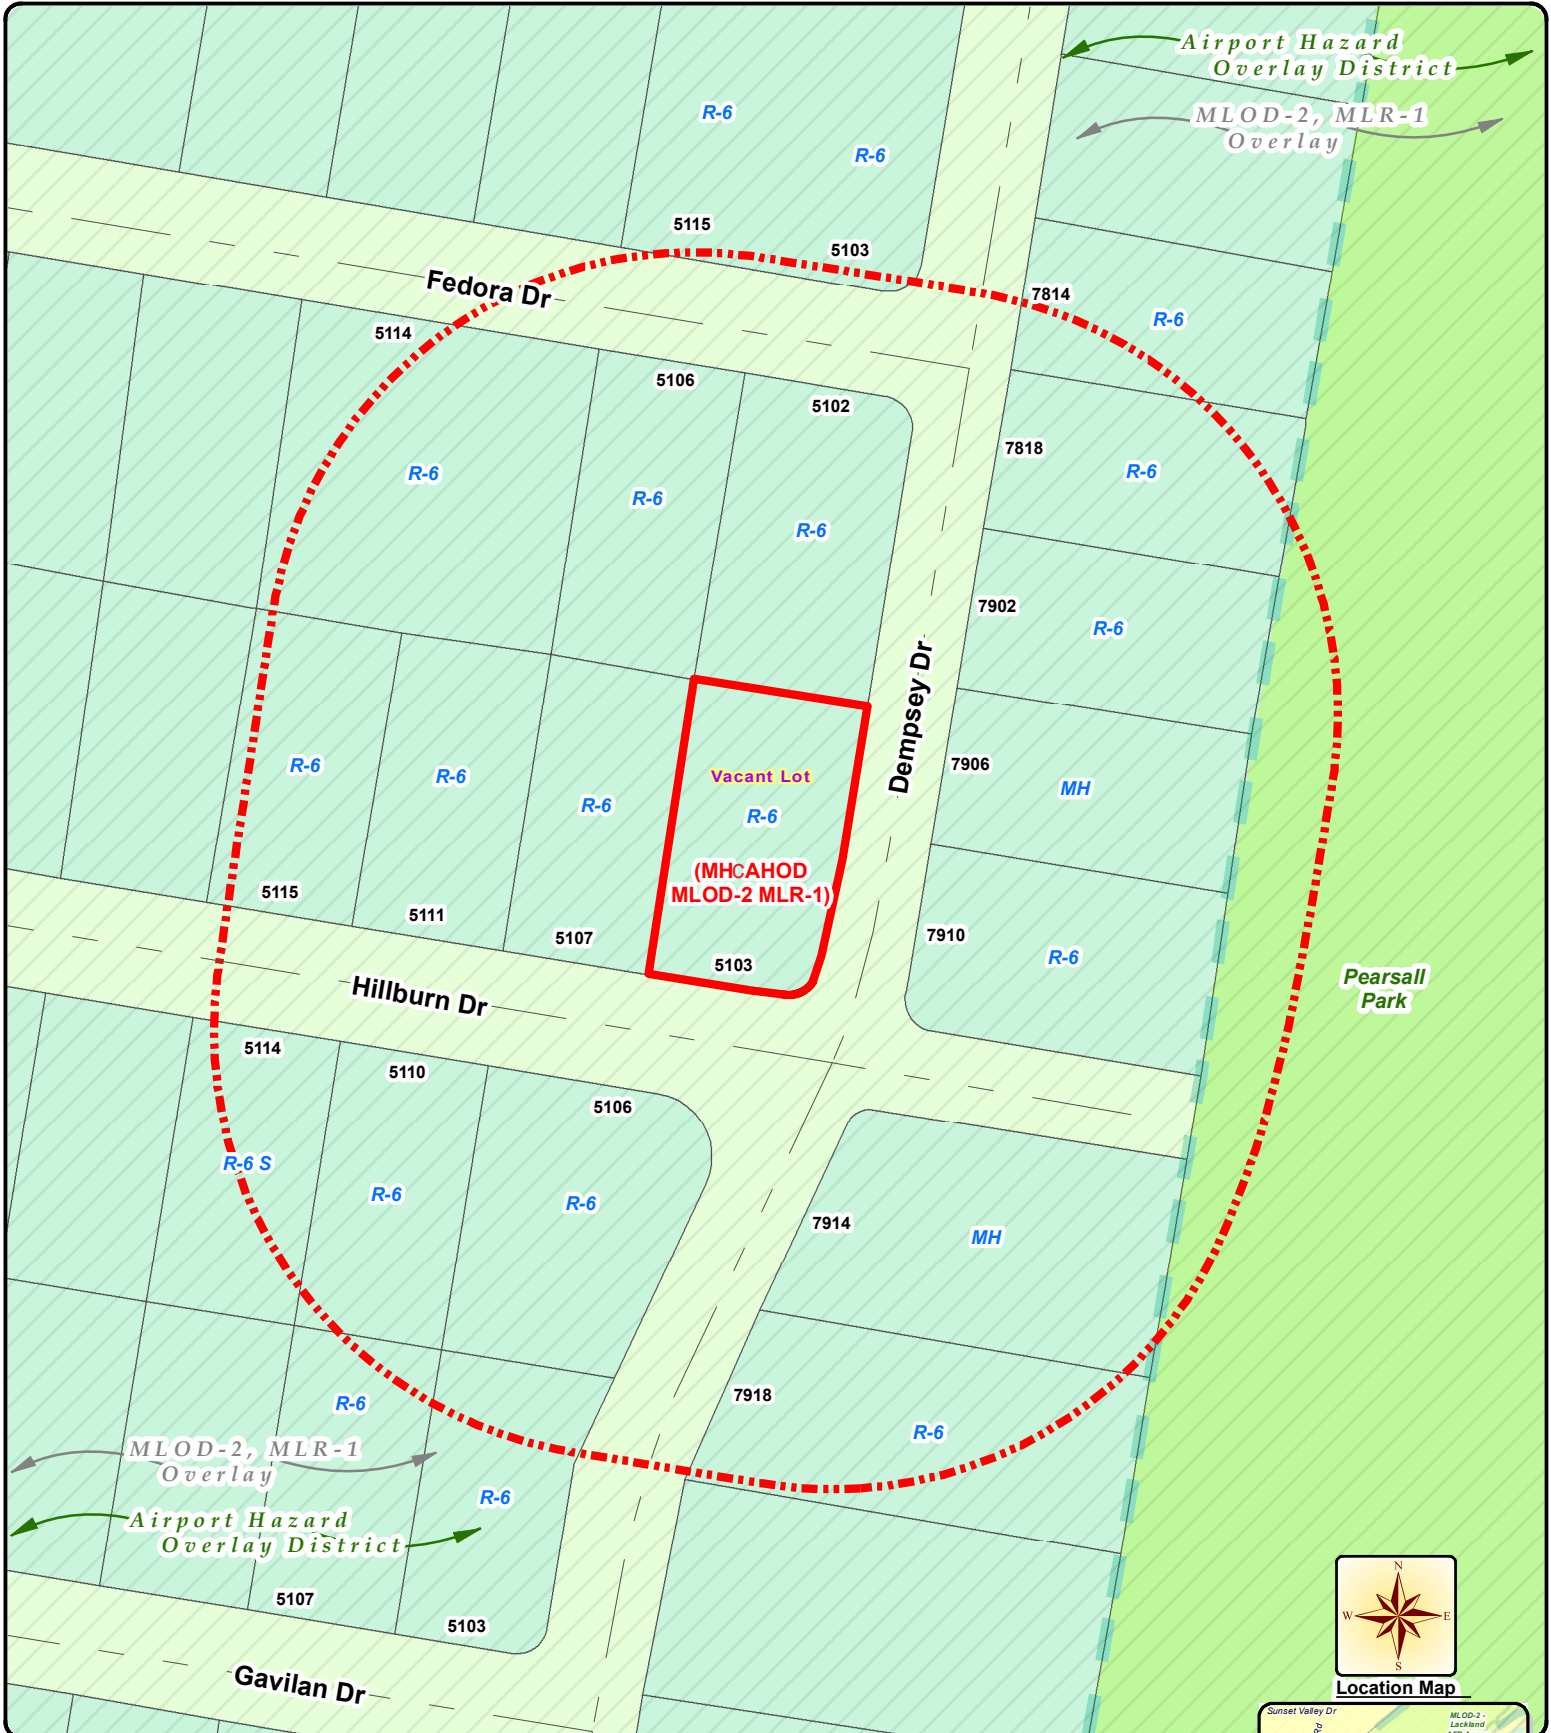 Airport Hazard
Overlay District
MLOD-2, MLR-1
Overlay
R-6
R-6
5115
5103
Fedora Dr
7814
R-6
5114
5106
5102
7818
R-6
R-6
R-6
R-6
7902
R-6
Dempsey Dr
R-6
R-6
R-6
Vacant Lot
R-6
(MHCAHOD
MLOD-2 MLR-1)
7906
MH
5115
5111
5107
5103
7910
R-6
Pearsall
Park
Hillburn Dr
5114
5110
5106
R-6 S
R-6
R-6
7914
MH
R-6
7918
R-6
MLOD-2, MLR-1
Overlay
R-6
Airport Hazard
Overlay District
5107
5103
Gavilan Dr
N
W
E
S
Location Map
Sunset Valley Dr
Rd
MLOD-2 -
Lackland